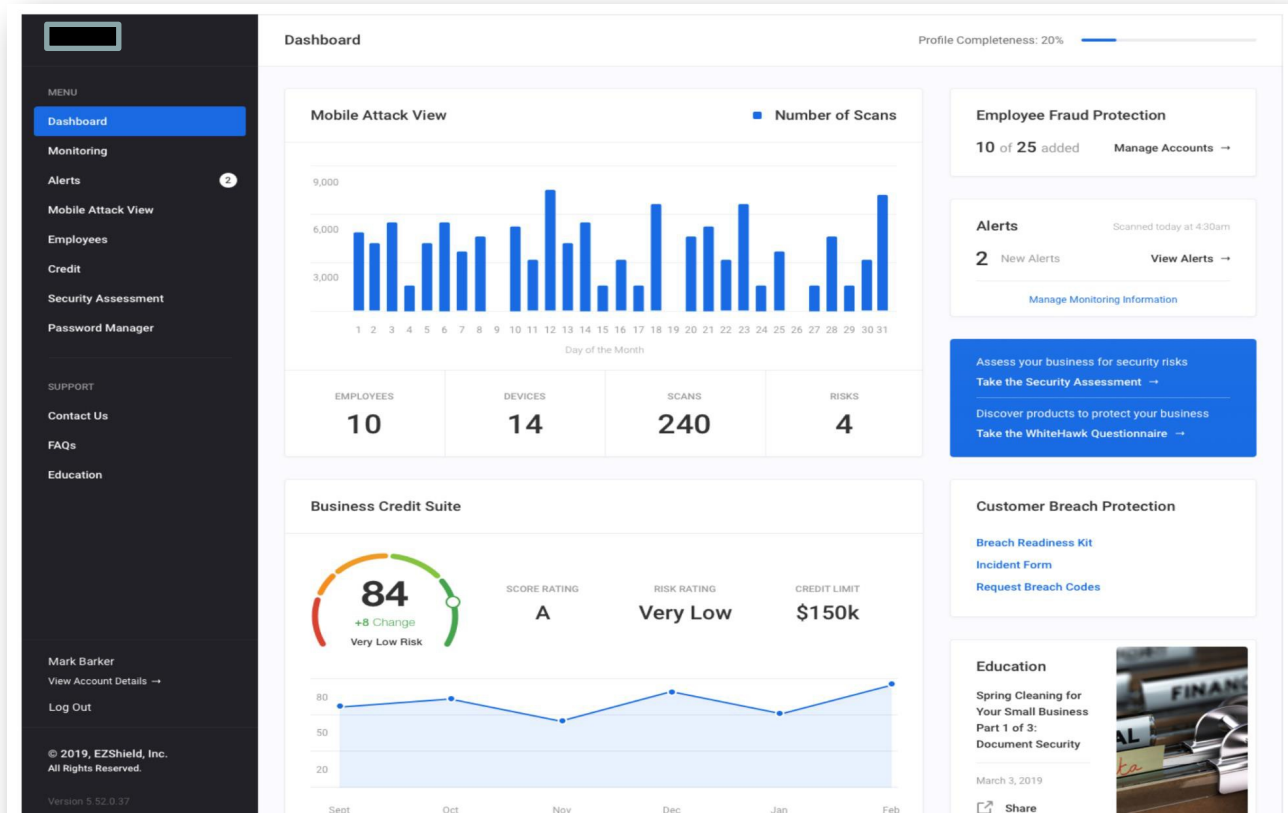 Dashboard
Profile Completeness: 20%
MENU
Dashboard
Monitoring
Alerts 2
Mobile Attack View
Employees
Credit
Security Assessment
Password Manager
SUPPORT
Contact Us
FAQs
Education
Mark Barker
View Account Details →
Log Out
© 2019, EZShield, Inc.
All Rights Reserved.
Version 5.52.0.37
Mobile Attack View
Number of Scans
9,000
6,000
3,000
1 2 3 4 5 6 7 8 9 10 11 12 13 14 15 16 17 18 19 20 21 22 23 24 25 26 27 28 29 30 31
Day of the Month
EMPLOYEES DEVICES SCANS RISKS
10 14 240 4
Business Credit Suite
84
+8 Change
Very Low Risk
SCORE RATING RISK RATING CREDIT LIMIT
A Very Low $150k
80
50
20
Sept Oct Nov Dec Jan Feb
Employee Fraud Protection
10 of 25 added Manage Accounts →
Alerts Scanned today at 4:30am
2 New Alerts View Alerts →
Manage Monitoring Information
Assess your business for security risks
Take the Security Assessment →
Discover products to protect your business
Take the WhiteHawk Questionnaire →
Customer Breach Protection
Breach Readiness Kit
Incident Form
Request Breach Codes
Education
Spring Cleaning for
Your Small Business
Part 1 of 3:
Document Security
March 3, 2019
Share
FINANC
AL
ta